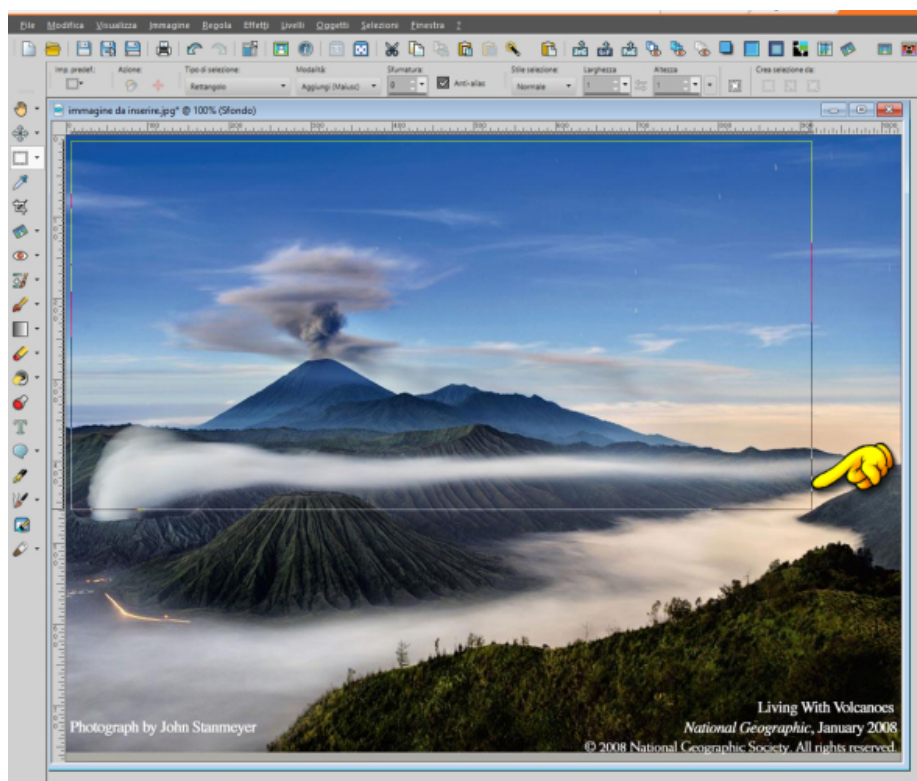 File Modifica Visualizza Immagine Regola Effetti Livelli Oggetti Selezioni Finestra ?
Imp. predef.: Azione: Tipo di selezione: Modalità: Sfumatura: Stile selezione: Larghezza Altezza Crea selezione da:
Rettangolo Aggiungi (Maiusc) 0 Anti-alias Normale 1 1
immagine da inserire.jpg* @ 100% (Sfondo)
Photograph by John Stanmeyer
Living With Volcanoes
National Geographic, January 2008
© 2008 National Geographic Society. All rights reserved.